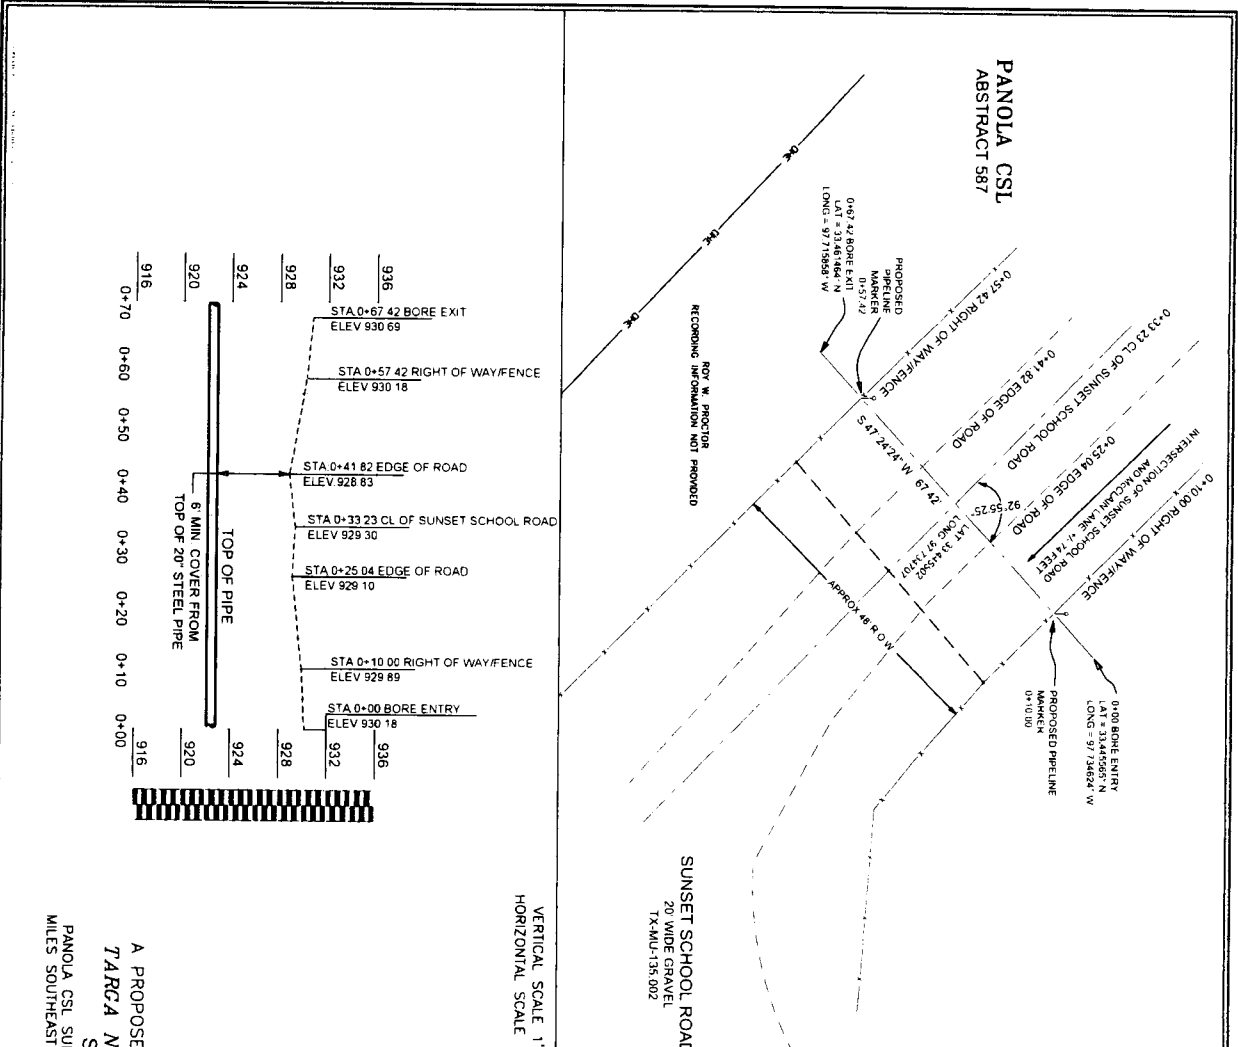 PANOLA CSL
ABSTRACT 587
OHE
OHE
OHE
0+67.42 BORE EXIT
LAT = 33.461464° N
LONG = 97.715858° W
PROPOSED
PIPELINE
MARKER
0+57.42
0+57.42 RIGHT OF WAY/FENCE
0+41.82 EDGE OF ROAD
0+33 23 CL OF SUNSET SCHOOL ROAD
0+25.04 EDGE OF ROAD
INTERSECTION OF SUNSET SCHOOL ROAD
AND McCLAIN LANE +/- 74 FEET
0+10.00 RIGHT OF WAY/FENCE
S 47°24'24" W 67.42'
92°55'25"
LAT 33.445502
LONG 97.734707
APPROX 48' R.O.W
ROY W. PROCTOR
RECORDING INFORMATION NOT PROVIDED
0+00 BORE ENTRY
LAT = 33.445565° N
LONG = 97.734624° W
PROPOSED PIPELINE
MARKER
0+10.00
SUNSET SCHOOL ROAD
20' WIDE GRAVEL
TX-MU-135.002
VERTICAL SCALE 1"
HORIZONTAL SCALE
936
932
928
924
920
916
STA 0+67 42 BORE EXIT
ELEV 930 69
STA 0+57 42 RIGHT OF WAY/FENCE
ELEV 930 18
STA 0+41 82 EDGE OF ROAD
ELEV 928 83
STA 0+33 23 CL OF SUNSET SCHOOL ROAD
ELEV 929 30
STA 0+25 04 EDGE OF ROAD
ELEV 929 10
STA 0+10 00 RIGHT OF WAY/FENCE
ELEV 929 89
STA 0+00 BORE ENTRY
ELEV 930 18
TOP OF PIPE
6' MIN. COVER FROM
TOP OF 20" STEEL PIPE
936
932
928
924
920
916
0+70 0+60 0+50 0+40 0+30 0+20 0+10 0+00
A PROPOSE
TARGA N
S
PANOLA CSL SU
MILES SOUTHEAST